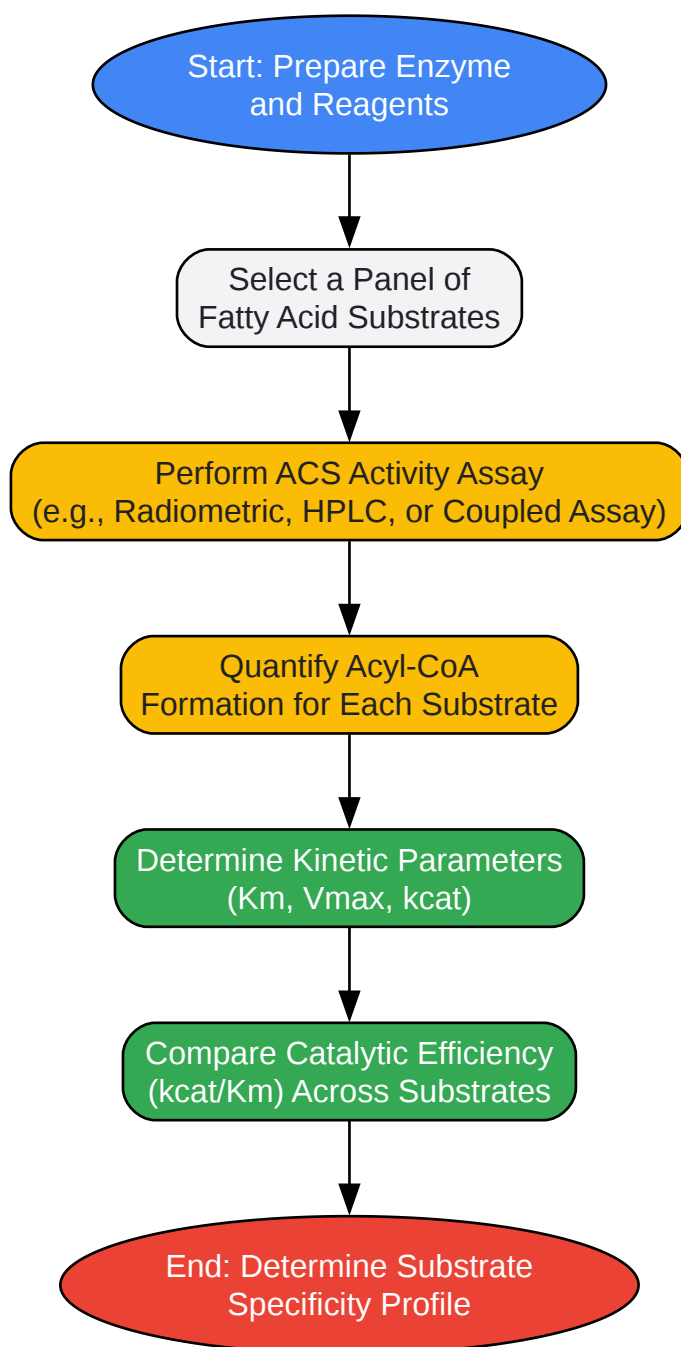 Start: Prepare Enzyme
and Reagents
Select a Panel of
Fatty Acid Substrates
Perform ACS Activity Assay
(e.g., Radiometric, HPLC, or Coupled Assay)
Quantify Acyl-CoA
Formation for Each Substrate
Determine Kinetic Parameters
(Km, Vmax, kcat)
Compare Catalytic Efficiency
(kcat/Km) Across Substrates
End: Determine Substrate
Specificity Profile